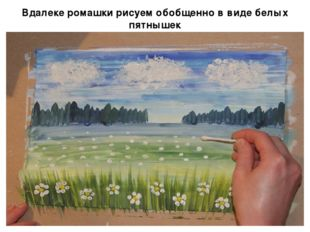 Вдалеке ромашки рисуем обобщенно в виде белых
пятнышек